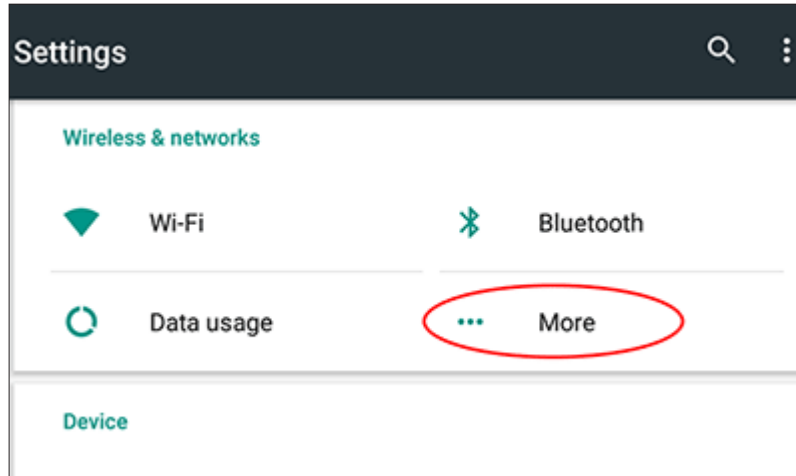 Settings
Wireless & networks
Wi-Fi
Bluetooth
Data usage
More
Device